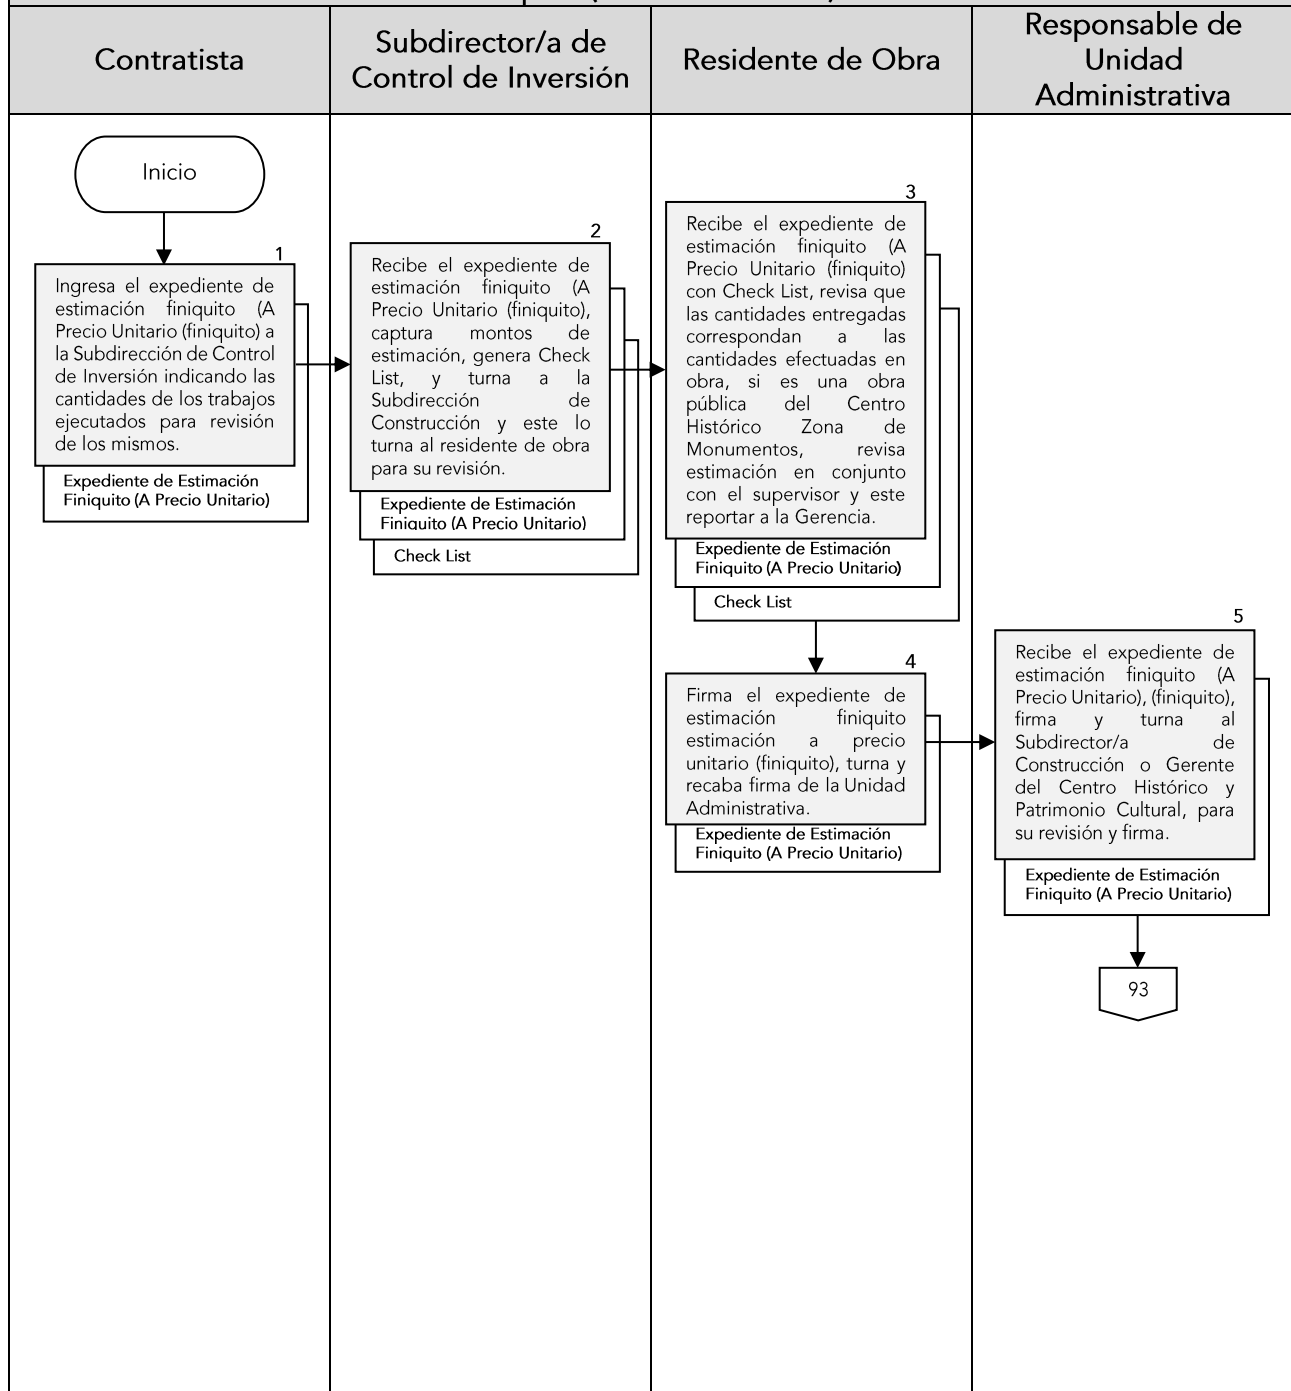 Contratista
Subdirector/a de
Control de Inversión
Residente de Obra
Responsable de
Unidad
Administrativa
Inicio
1
Ingresa el expediente de
estimación finiquito (A
Precio Unitario (finiquito) a
la Subdirección de Control
de Inversión indicando las
cantidades de los trabajos
ejecutados para revisión
de los mismos.
Expediente de Estimación
Finiquito (A Precio Unitario)
2
Recibe el expediente de
estimación finiquito (A
Precio Unitario (finiquito),
captura montos de
estimación, genera Check
List, y turna a la
Subdirección de
Construcción y este lo
turna al residente de obra
para su revisión.
Expediente de Estimación
Finiquito (A Precio Unitario)
Check List
3
Recibe el expediente de
estimación finiquito (A
Precio Unitario (finiquito)
con Check List, revisa que
las cantidades entregadas
correspondan a las
cantidades efectuadas en
obra, si es una obra
pública del Centro
Histórico Zona de
Monumentos, revisa
estimación en conjunto
con el supervisor y este
reportar a la Gerencia.
Expediente de Estimación
Finiquito (A Precio Unitario)
Check List
4
Firma el expediente de
estimación finiquito
estimación a precio
unitario (finiquito), turna y
recaba firma de la Unidad
Administrativa.
Expediente de Estimación
Finiquito (A Precio Unitario)
5
Recibe el expediente de
estimación finiquito (A
Precio Unitario), (finiquito),
firma y turna al
Subdirector/a de
Construcción o Gerente
del Centro Histórico y
Patrimonio Cultural, para
su revisión y firma.
Expediente de Estimación
Finiquito (A Precio Unitario)
93